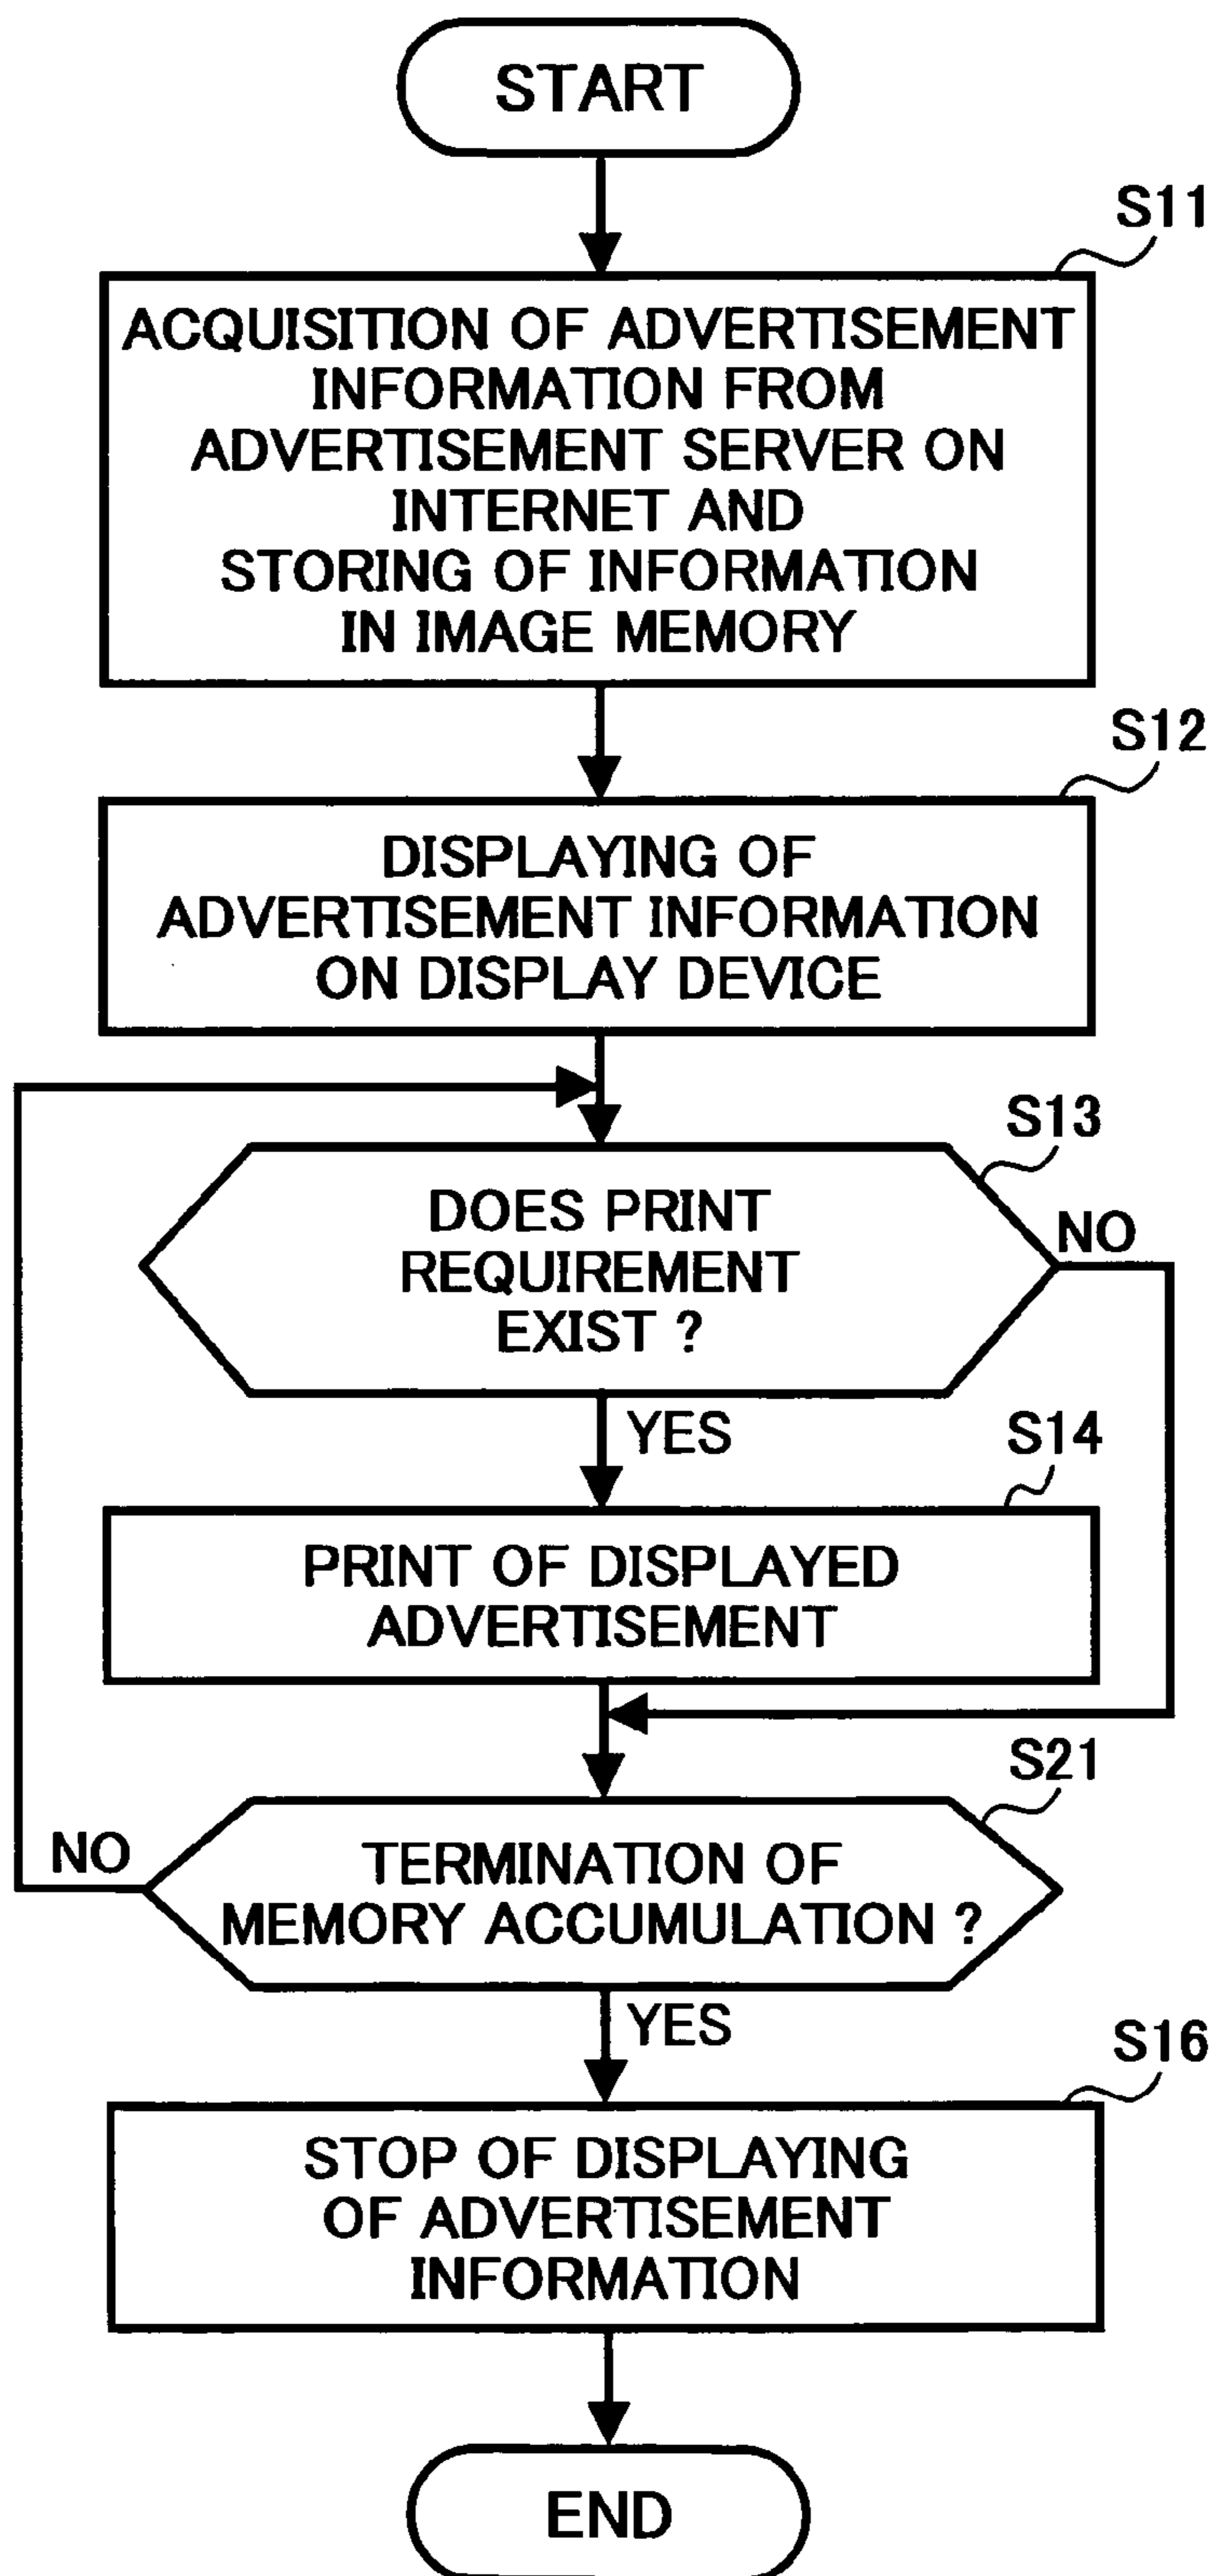 START
S11
ACQUISITION OF ADVERTISEMENT
INFORMATION FROM
ADVERTISEMENT SERVER ON
INTERNET AND
STORING OF INFORMATION
IN IMAGE MEMORY
S12
DISPLAYING OF
ADVERTISEMENT INFORMATION
ON DISPLAY DEVICE
S13
DOES PRINT
REQUIREMENT
EXIST ?
NO
YES
S14
PRINT OF DISPLAYED
ADVERTISEMENT
S21
NO
TERMINATION OF
MEMORY ACCUMULATION ?
YES
S16
STOP OF DISPLAYING
OF ADVERTISEMENT
INFORMATION
END